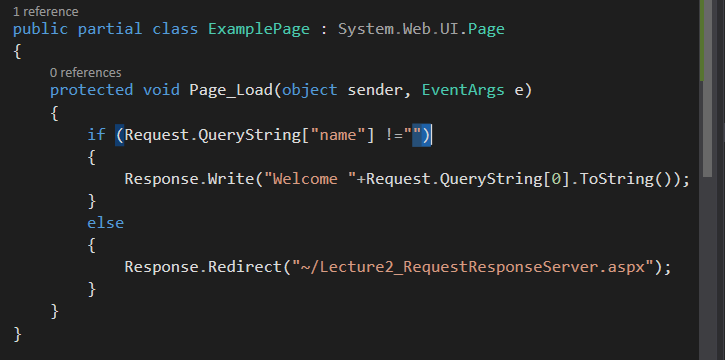 1 reference
public partial class ExamplePage : System.Web.UI.Page
{
0 references
protected void Page_Load(object sender, EventArgs e)
{
if (Request.QueryString["name"] !="")
{
Response.Write("Welcome "+Request.QueryString[0].ToString());
}
else
{
Response.Redirect("~/Lecture2_RequestResponseServer.aspx");
}
}
}